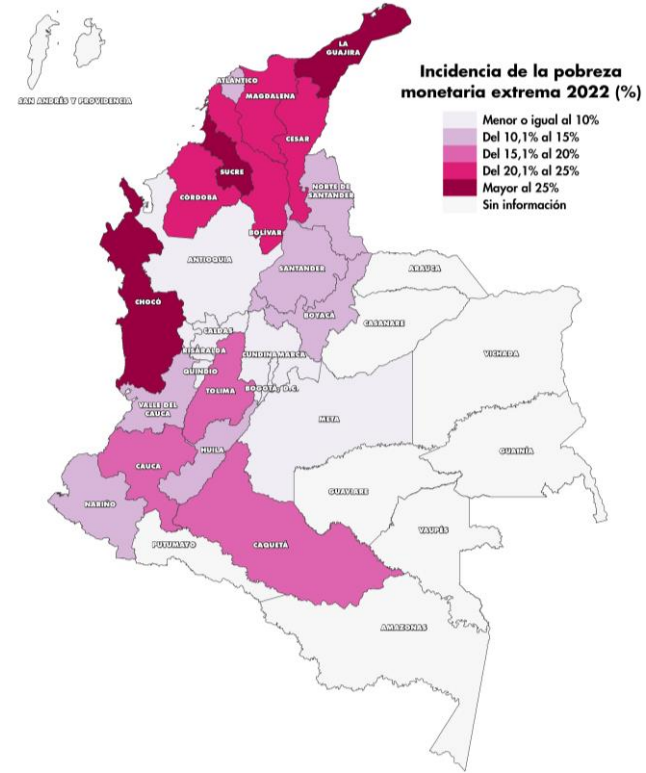 Incidencia de la pobreza
monetaria extrema 2022 (%)
Menor o igual al 10%
Del 10,1% al 15%
Del 15,1% al 20%
Del 20,1% al 25%
Mayor al 25%
Sin información
SAN ANDRÉS Y PROVIDENCIA
LA
GUAJIRA
ATLÁNTICO
MAGDALENA
CESAR
SUCRE
NORTE DE
SANTANDER
CÓRDOBA
BOLÍVAR
ANTIOQUIA
SANTANDER
ARAUCA
CHOCÓ
BOYACÁ
CASANARE
CALDAS
RISARALDA
CUNDINAMARCA
VICHADA
QUINDÍO
TOLIMA
BOGOTÁ, D.C.
VALLE DEL
CAUCA
META
HUILA
GUAINÍA
CAUCA
GUAVIARE
NARIÑO
VAUPÉS
PUTUMAYO
CAQUETÁ
AMAZONAS